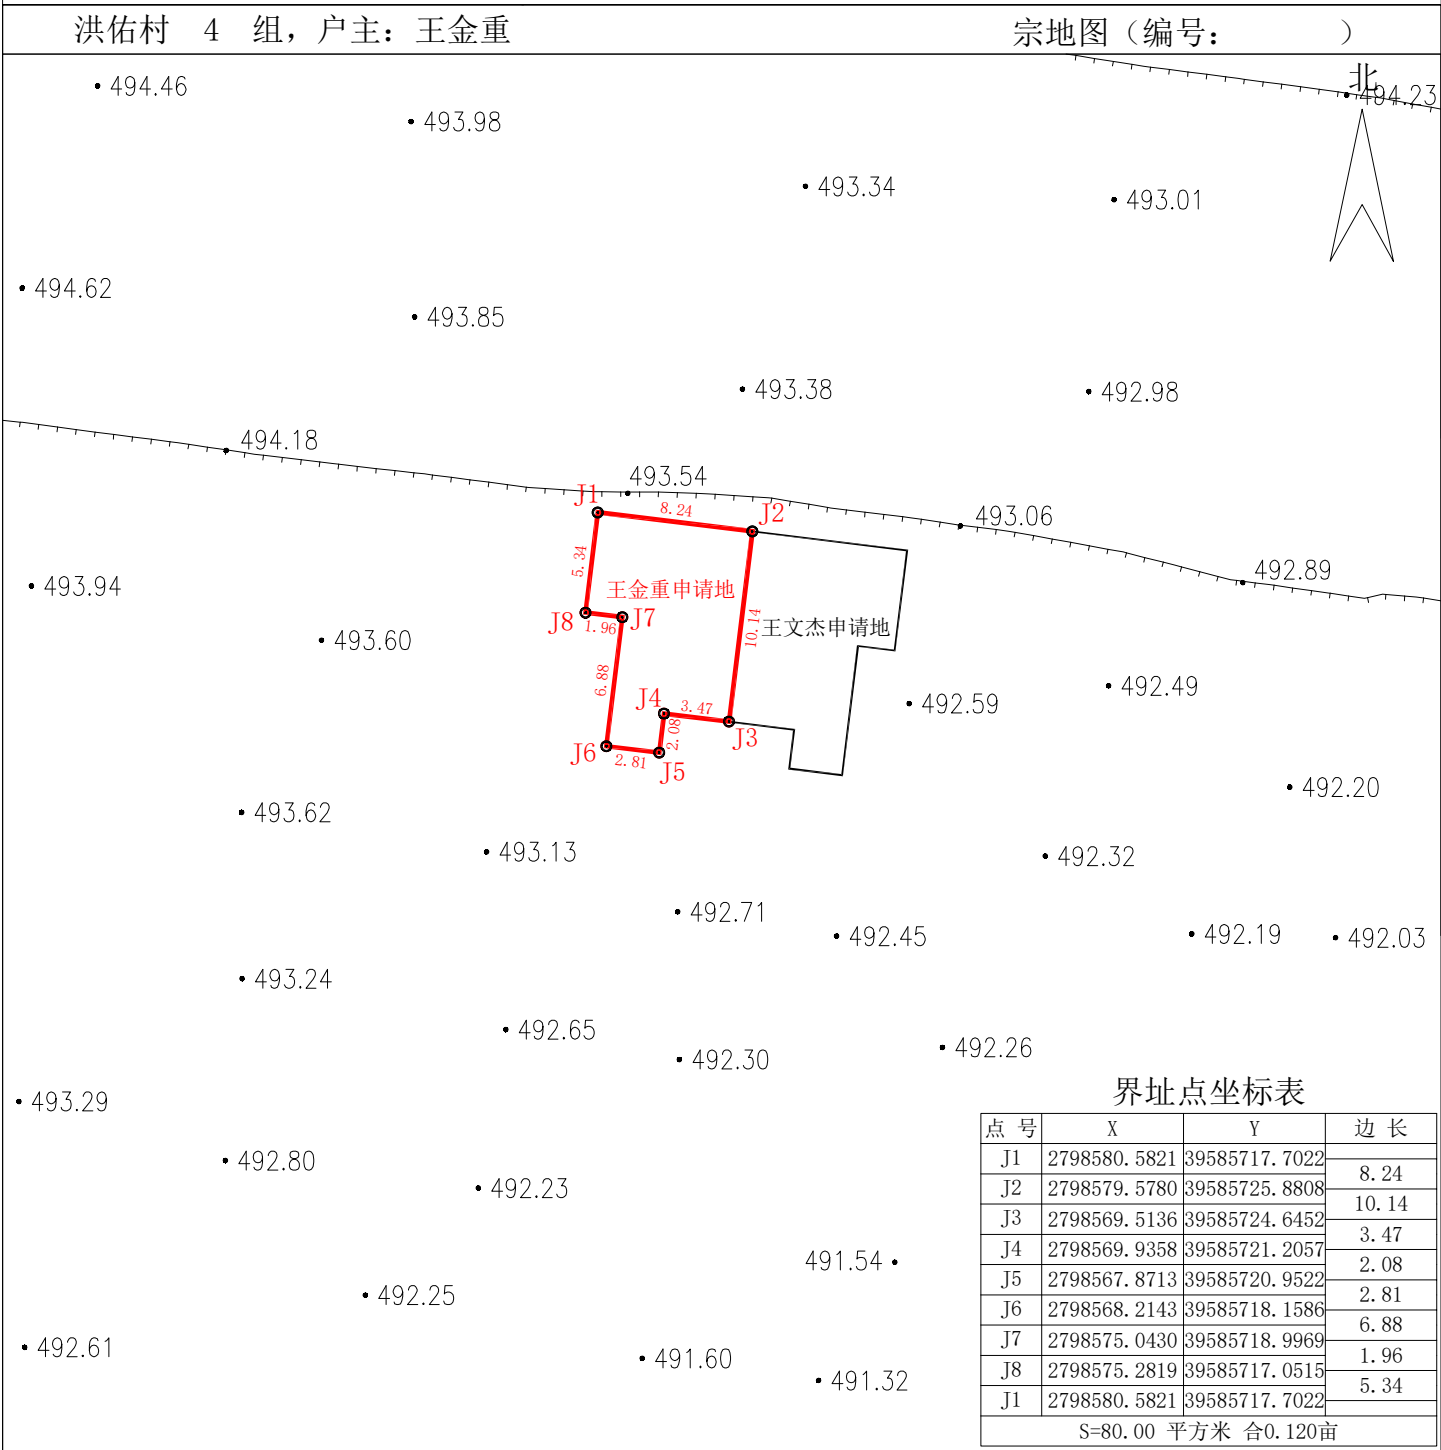 洪佑村 4 组，户主：王金重 宗地图（编号： ）
北
494.46
494.23
493.98
493.34
493.01
494.62
493.85
493.38
492.98
494.18
493.54
J1
8.24
J2
493.06
5.34
492.89
493.94
王金重申请地
J8
1.96
J7
10.14
王文杰申请地
493.60
6.88
J4
3.47
492.49
492.59
2.08
J3
J6
2.81
J5
492.20
493.62
493.13
492.32
492.71
492.45
492.19
492.03
493.24
492.65
492.30
492.26
493.29
492.80
492.23
491.54
492.25
492.61
491.60
491.32
界址点坐标表
点 号 X Y 边 长
J1 2798580.5821 39585717.7022
8.24
J2 2798579.5780 39585725.8808
10.14
J3 2798569.5136 39585724.6452
3.47
J4 2798569.9358 39585721.2057
2.08
J5 2798567.8713 39585720.9522
2.81
J6 2798568.2143 39585718.1586
6.88
J7 2798575.0430 39585718.9969
1.96
J8 2798575.2819 39585717.0515
5.34
J1 2798580.5821 39585717.7022
S=80.00 平方米 合0.120亩